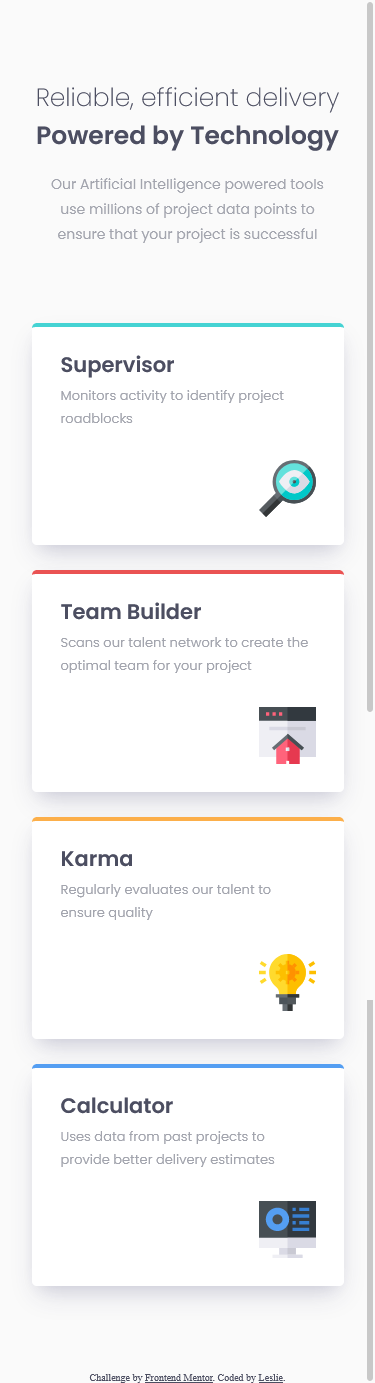 Reliable, efficient delivery
Powered by Technology
Our Artificial Intelligence powered tools
use millions of project data points to
ensure that your project is successful
Supervisor
Monitors activity to identify project
roadblocks
Team Builder
Scans our talent network to create the
optimal team for your project
Karma
Regularly evaluates our talent to
ensure quality
Calculator
Uses data from past projects to
provide better delivery estimates
Challenge by Frontend Mentor. Coded by Leslie.